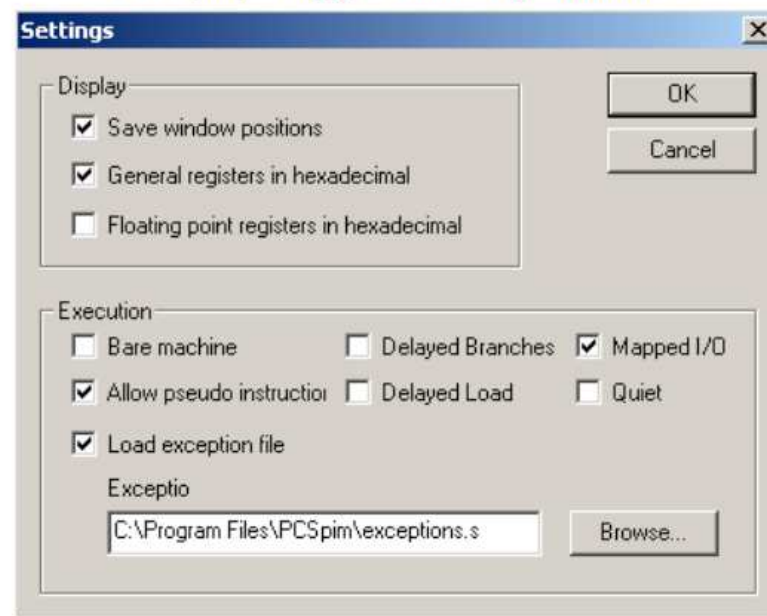 Settings
Display
OK
Save window positions
Cancel
General registers in hexadecimal
Floating point registers in hexadecimal
Execution
Bare machine Delayed Branches Mapped I/O
Allow pseudo instruction Delayed Load Quiet
Load exception file
Exceptio
C:\Program Files\PCSpim\exceptions.s Browse...